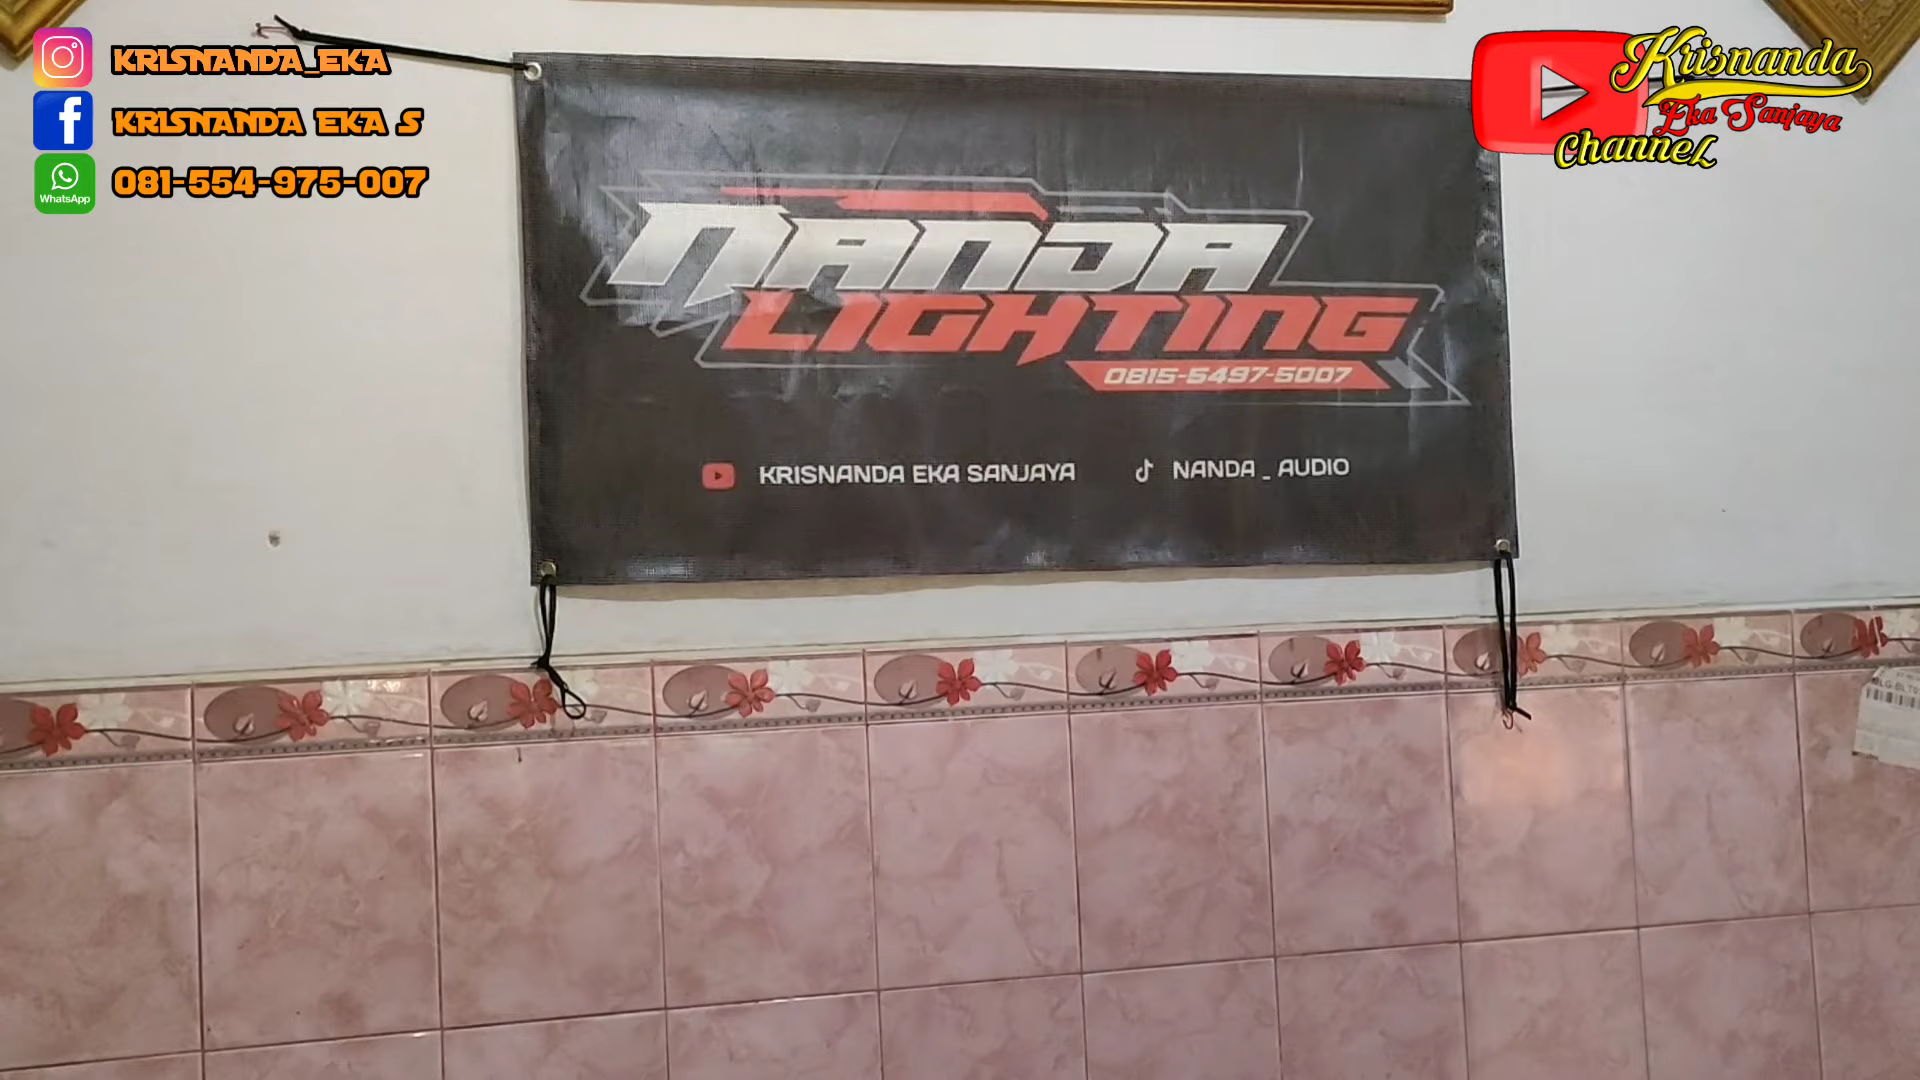 KRISNANDA_EKA
KRISNANDA EKA S
WhatsApp
081-554-975-007
Krisnanda
Eka Sanjaya
Channel
NANDA
LIGHTING
0815-5497-5007
KRISNANDA EKA SANJAYA
NANDA _ AUDIO